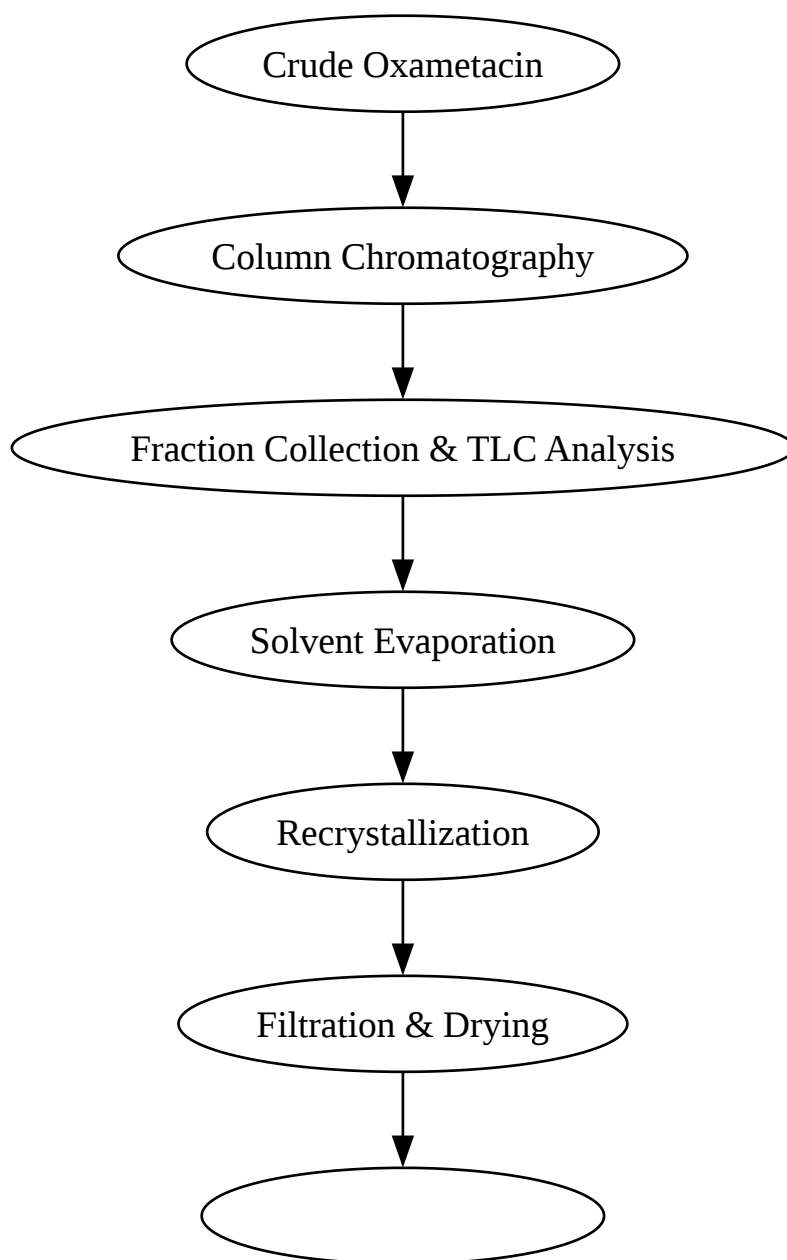 Crude Oxametacin
Column Chromatography
Fraction Collection & TLC Analysis
Solvent Evaporation
Recrystallization
Filtration & Drying